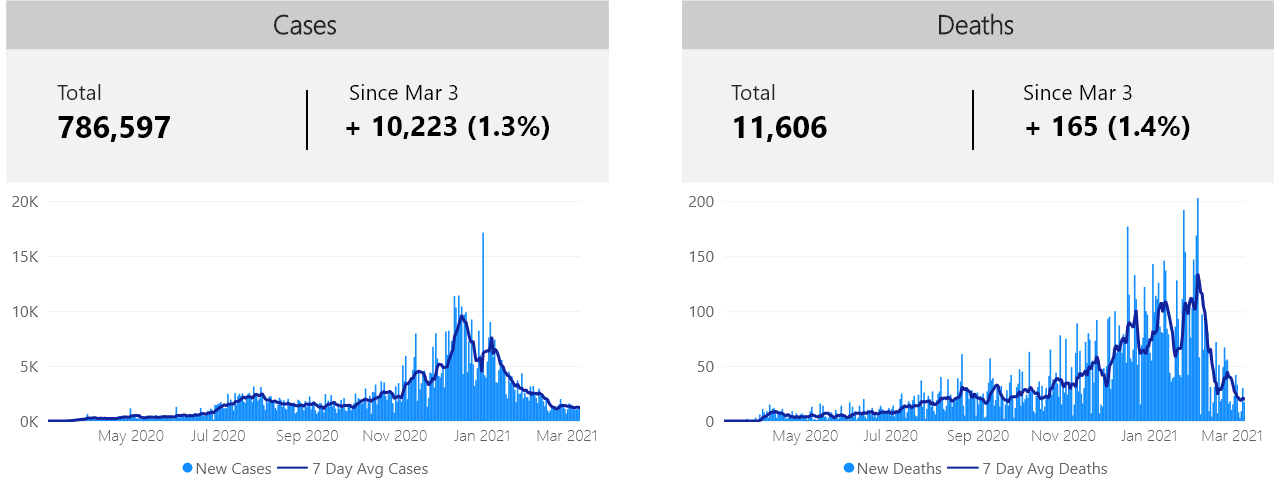 Cases
Total
786,597
Since Mar 3
+ 10,223 (1.3%)
20K
15K
10K
5K
0K
May 2020 Jul 2020 Sep 2020 Nov 2020 Jan 2021 Mar 2021
New Cases 7 Day Avg Cases
Deaths
Total
11,606
Since Mar 3
+ 165 (1.4%)
200
150
100
50
0
May 2020 Jul 2020 Sep 2020 Nov 2020 Jan 2021 Mar 2021
New Deaths 7 Day Avg Deaths